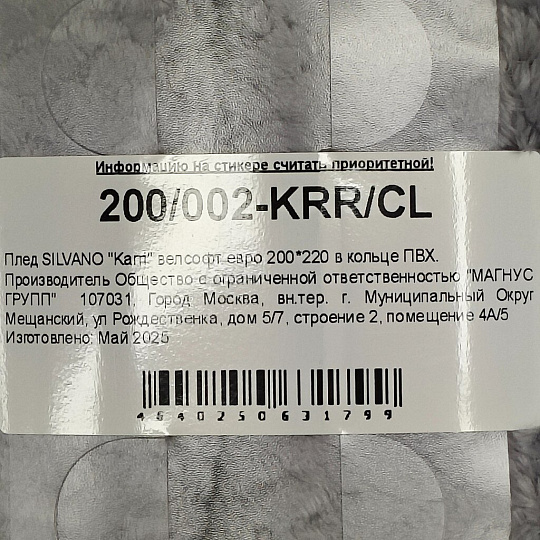 Информацию на стикере считать приоритетной!
200/002-KRR/CL
Плед SILVANO "Karri" велсофт евро 200*220 в кольце ПВХ.
Производитель Общество с ограниченной ответственностью "МАГНУС
ГРУПП" 107031, Город Москва, вн.тер. г. Муниципальный Округ
Мещанский, ул Рождественка, дом 5/7, строение 2, помещение 4А/5
Изготовлено: Май 2025
4640250631799